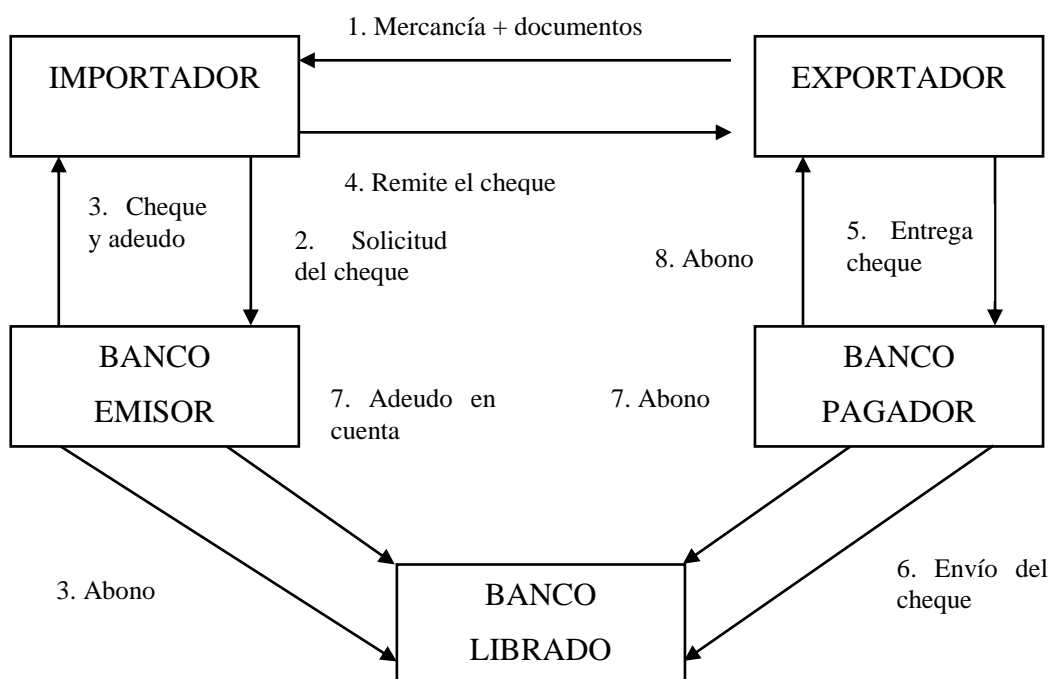 1. Mercancía + documentos
IMPORTADOR
EXPORTADOR
4. Remite el cheque
3. Cheque
y adeudo
2. Solicitud
del cheque
8. Abono
5. Entrega
cheque
BANCO
EMISOR
7. Adeudo en
cuenta
7. Abono
BANCO
PAGADOR
3. Abono
BANCO
LIBRADO
6. Envío del
cheque